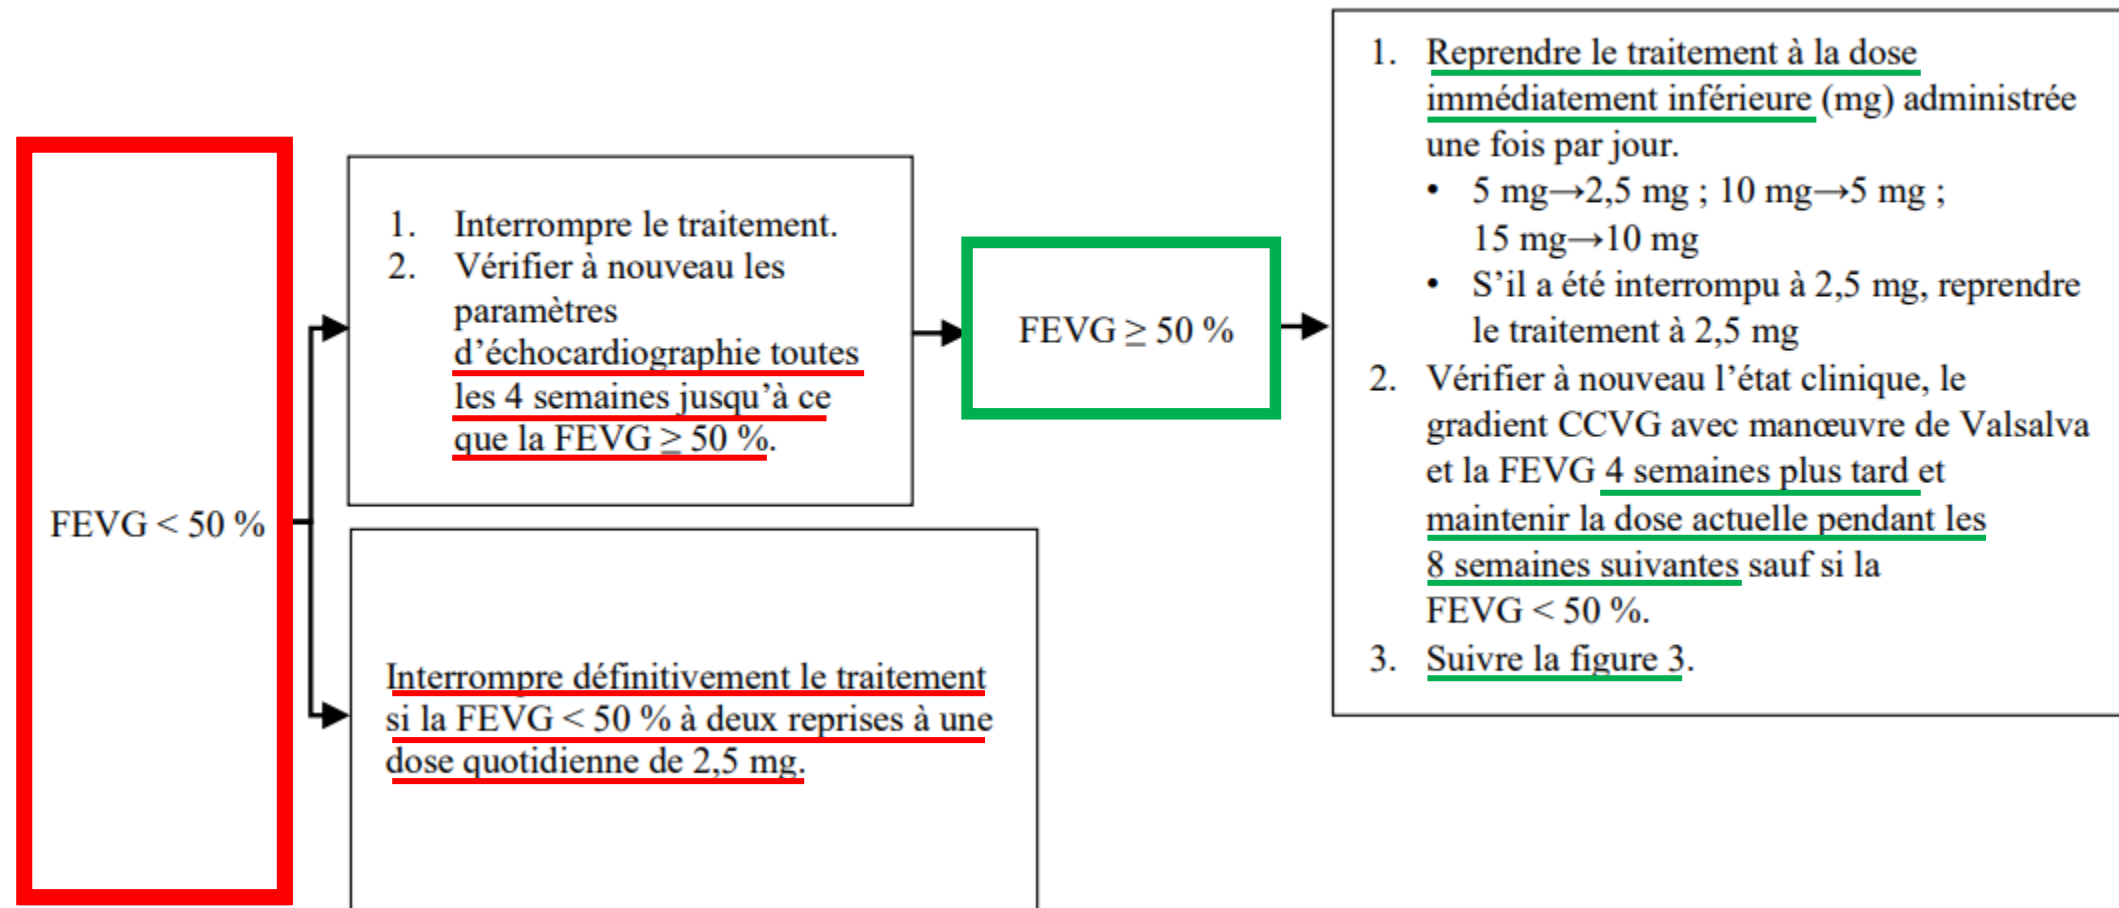 FEVG < 50 %
1. Interrompre le traitement.
2. Vérifier à nouveau les
paramètres
d’échocardiographie toutes
les 4 semaines jusqu’à ce
que la FEVG ≥ 50 %.
Interrompre définitivement le traitement
si la FEVG < 50 % à deux reprises à une
dose quotidienne de 2,5 mg.
FEVG ≥ 50 %
1. Reprendre le traitement à la dose
immédiatement inférieure (mg) administrée
une fois par jour.
• 5 mg→2,5 mg ; 10 mg→5 mg ;
15 mg→10 mg
• S’il a été interrompu à 2,5 mg, reprendre
le traitement à 2,5 mg
2. Vérifier à nouveau l’état clinique, le
gradient CCVG avec manœuvre de Valsalva
et la FEVG 4 semaines plus tard et
maintenir la dose actuelle pendant les
8 semaines suivantes sauf si la
FEVG < 50 %.
3. Suivre la figure 3.